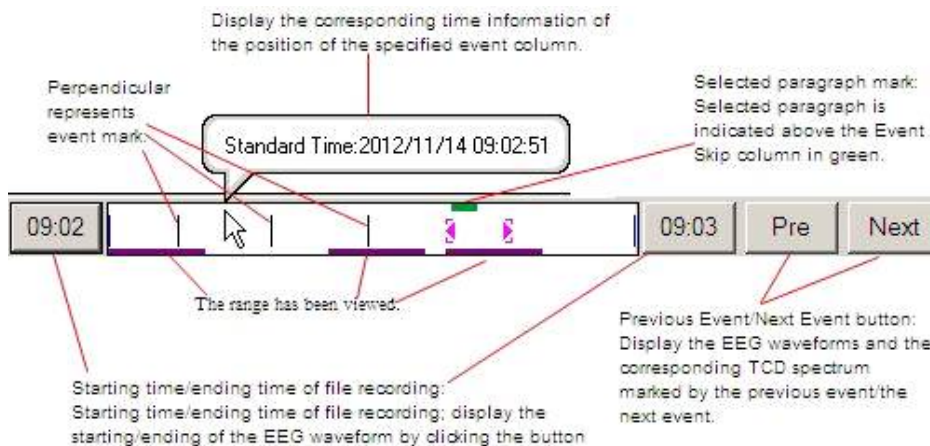 Display the corresponding time information of
the position of the specified event column.
Perpendicular
represents
event mark.
Selected paragraph mark:
Selected paragraph is
indicated above the Event
Skip column in green.
Standard Time:2012/11/14 09:02:51
09:02
09:03
Pre
Next
The range has been viewed.
Previous Event/Next Event button:
Display the EEG waveforms and the
corresponding TCD spectrum
marked by the previous event/the
next event.
Starting time/ending time of file recording:
Starting time/ending time of file recording; display the
starting/ending of the EEG waveform by clicking the button